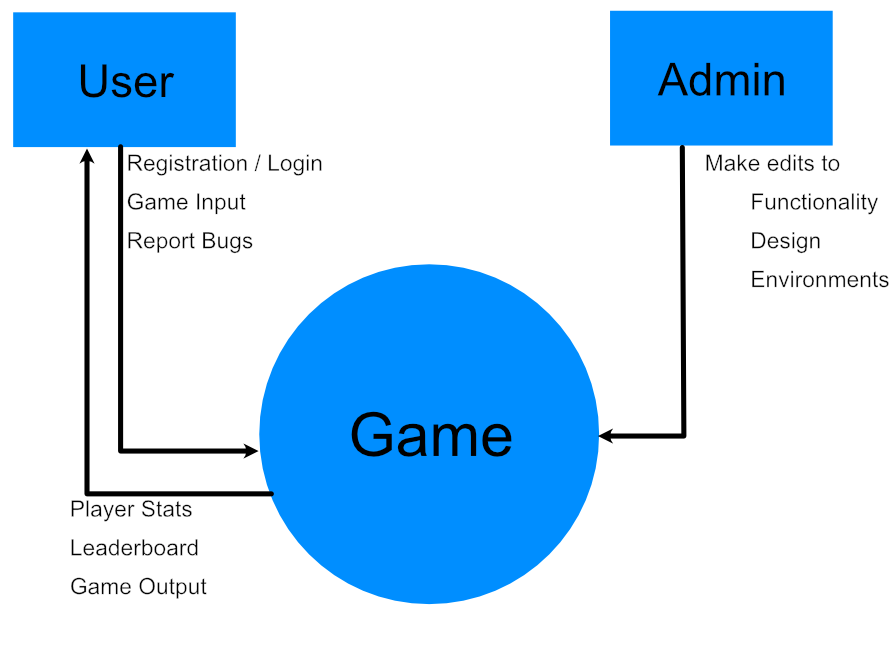 User
Admin
Registration / Login
Game Input
Report Bugs
Make edits to
Functionality
Design
Environments
Game
Player Stats
Leaderboard
Game Output